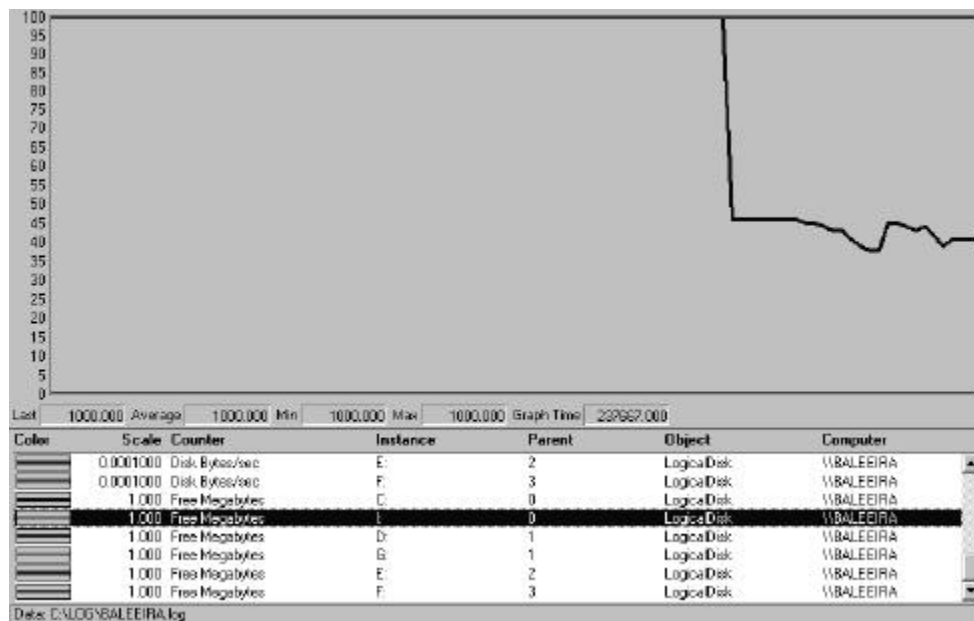 100
95
90
85
80
75
70
65
60
55
50
45
40
35
30
25
20
15
10
5
0
Last 1000.000 Average 1000.000 Min 1000.000 Max 1000.000 Graph Time 237667.000
Color Scale Counter Instance Parent Object Computer
0.0001000 Disk Bytes/sec E: 2 LogicalDisk \\BALEEIRA
0.0001000 Disk Bytes/sec F: 3 LogicalDisk \\BALEEIRA
1.000 Free Megabytes C: 0 LogicalDisk \\BALEEIRA
1.000 Free Megabytes 0 LogicalDisk \\BALEEIRA
1.000 Free Megabytes D: 1 LogicalDisk \\BALEEIRA
1.000 Free Megabytes G: 1 LogicalDisk \\BALEEIRA
1.000 Free Megabytes E: 2 LogicalDisk \\BALEEIRA
1.000 Free Megabytes F: 3 LogicalDisk \\BALEEIRA
Data: C:\LOG\BALEEIRA.log